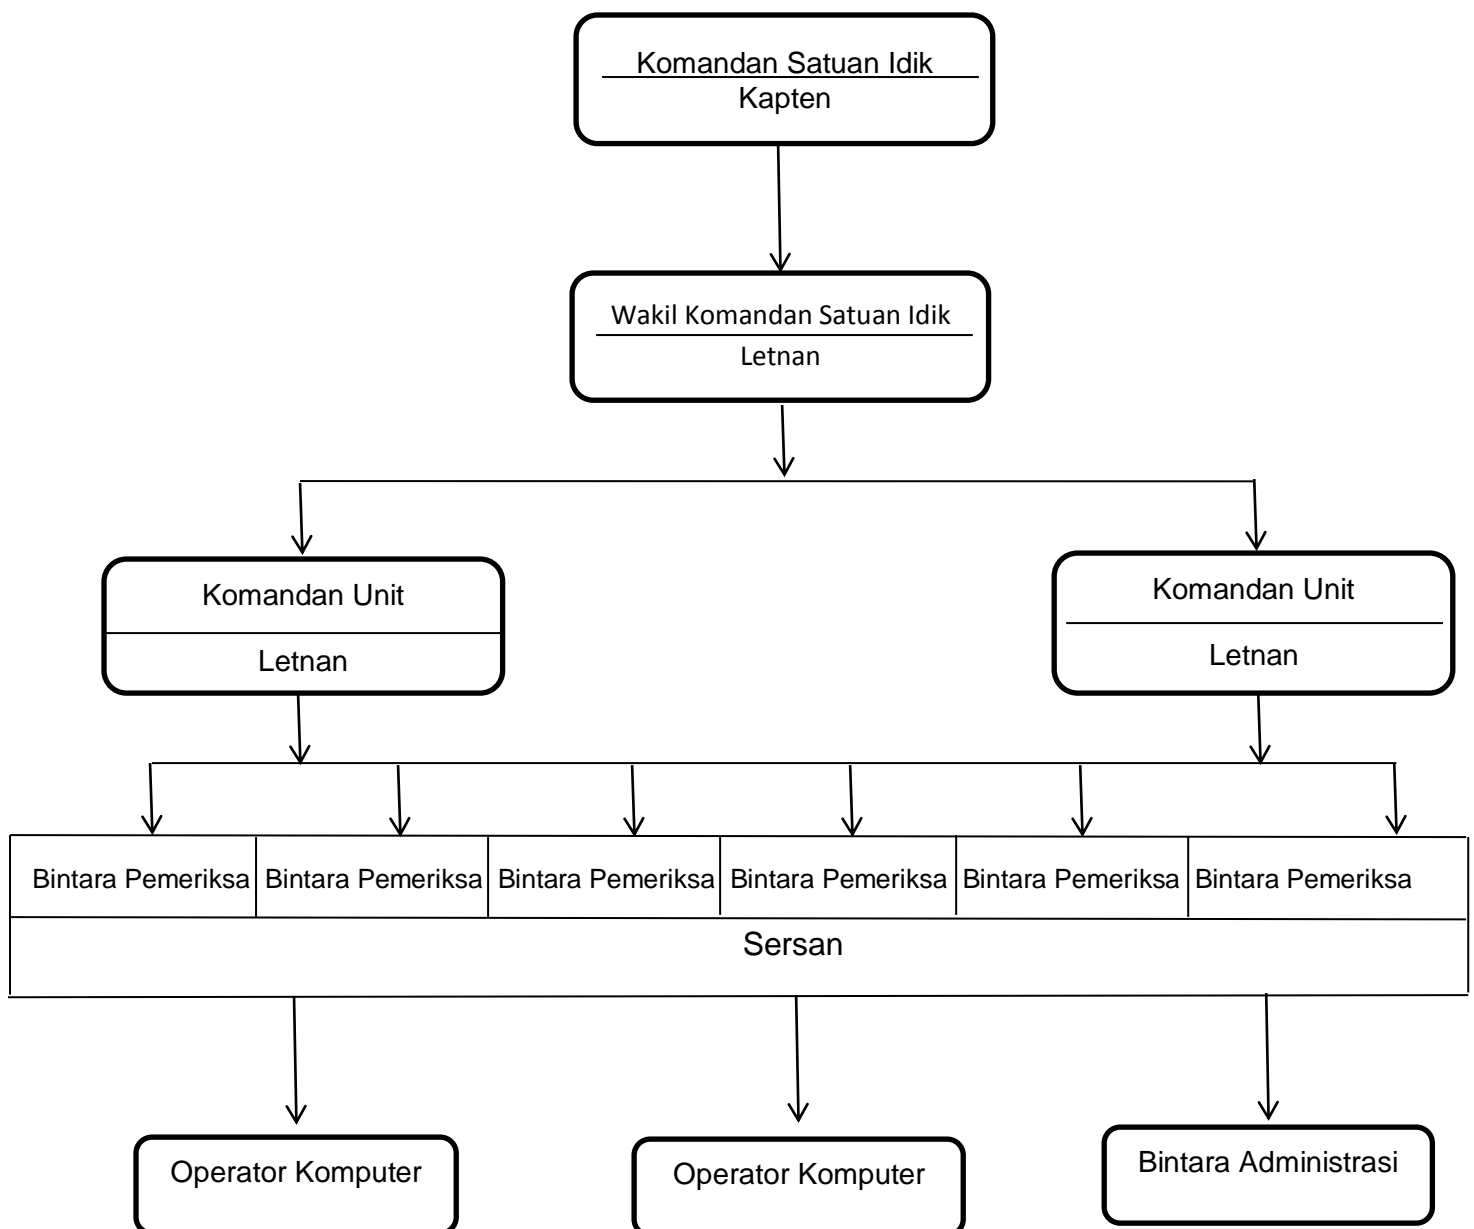 Komandan Satuan Idik
Kapten
Wakil Komandan Satuan Idik
Letnan
Komandan Unit
Letnan
Komandan Unit
Letnan
Bintara Pemeriksa
Bintara Pemeriksa
Bintara Pemeriksa
Bintara Pemeriksa
Bintara Pemeriksa
Bintara Pemeriksa
Sersan
Operator Komputer
Operator Komputer
Bintara Administrasi